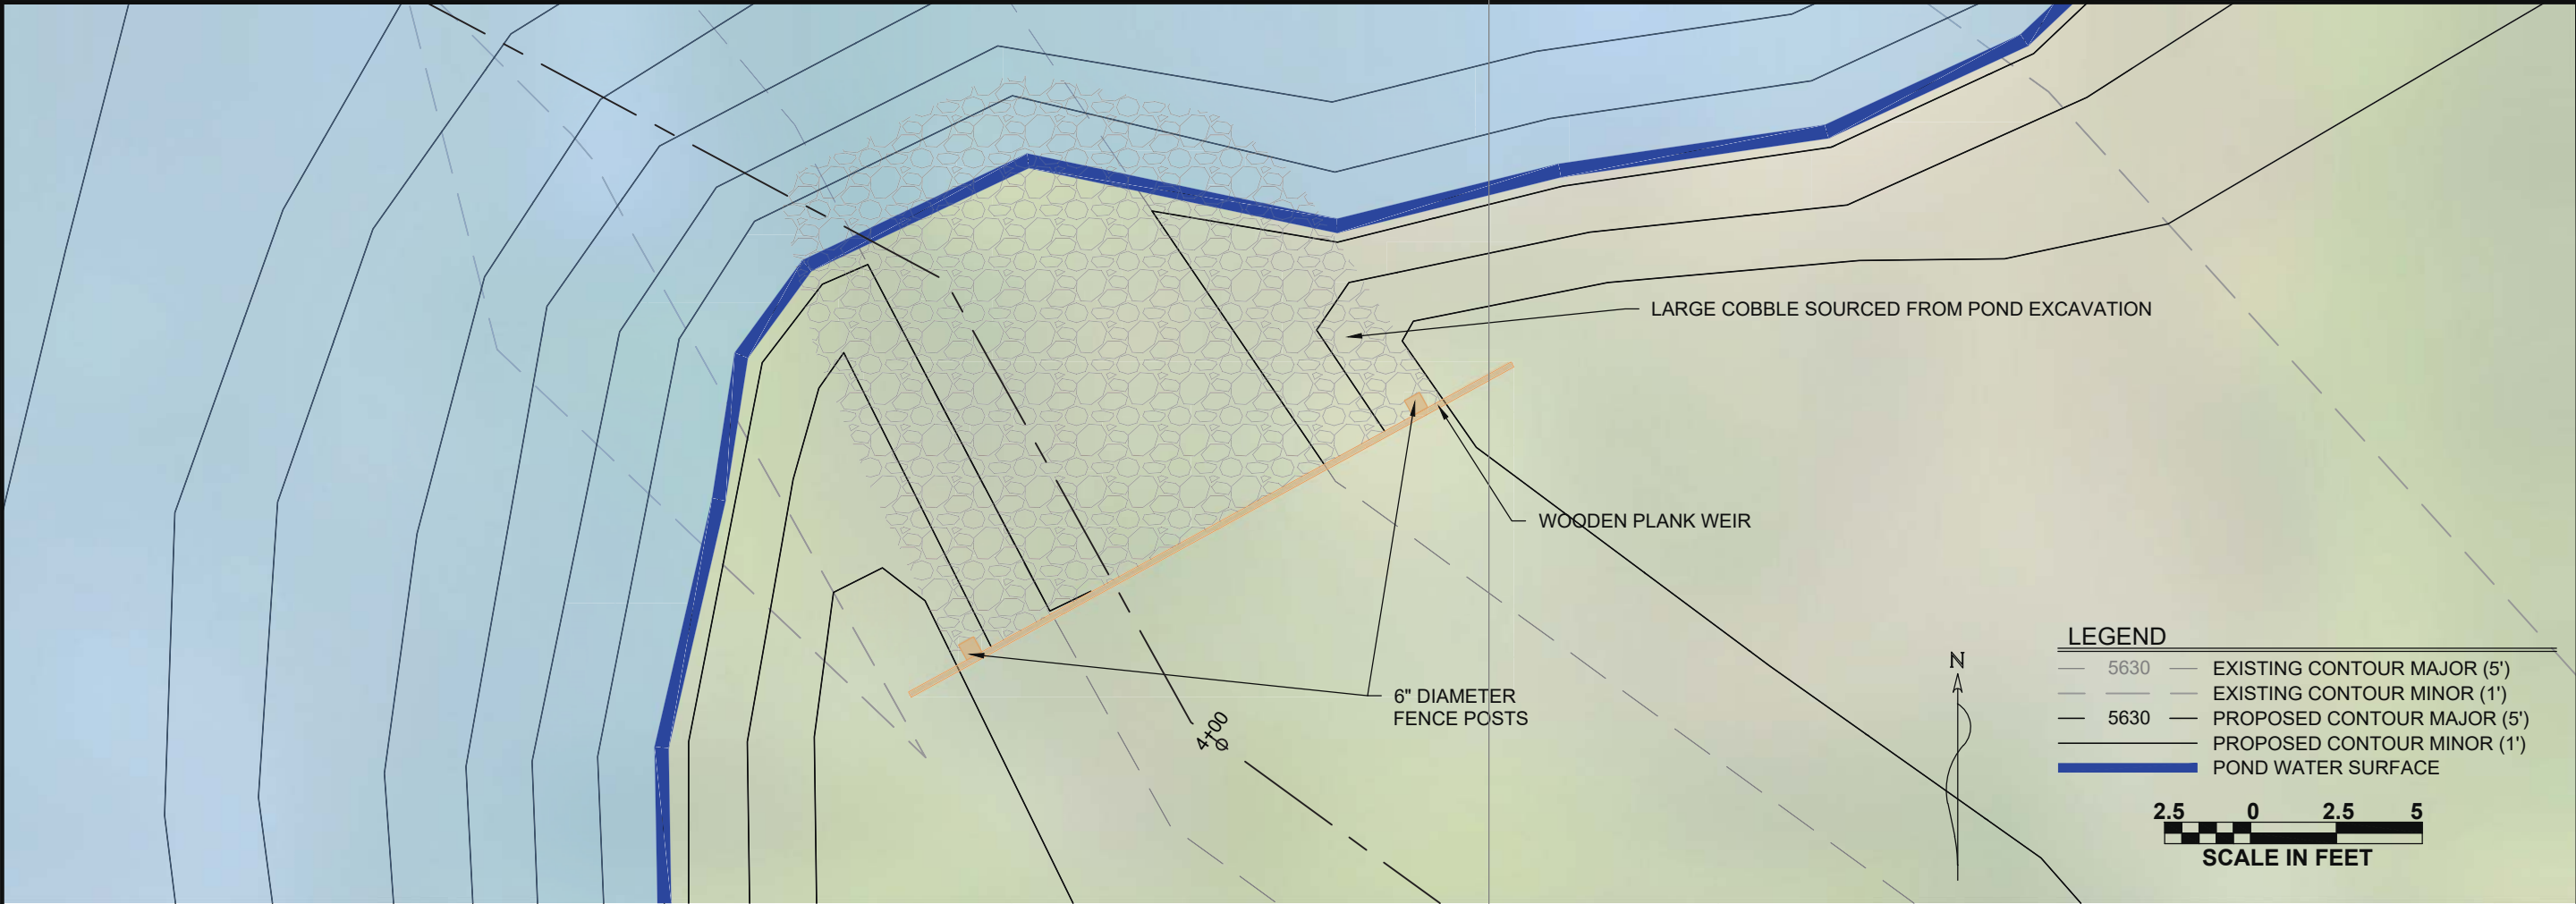 LARGE COBBLE SOURCED FROM POND EXCAVATION
WOODEN PLANK WEIR
6" DIAMETER
FENCE POSTS
4+00
N
LEGEND
5630 EXISTING CONTOUR MAJOR (5')
EXISTING CONTOUR MINOR (1')
5630 PROPOSED CONTOUR MAJOR (5')
PROPOSED CONTOUR MINOR (1')
POND WATER SURFACE
2.5 0 2.5 5
SCALE IN FEET